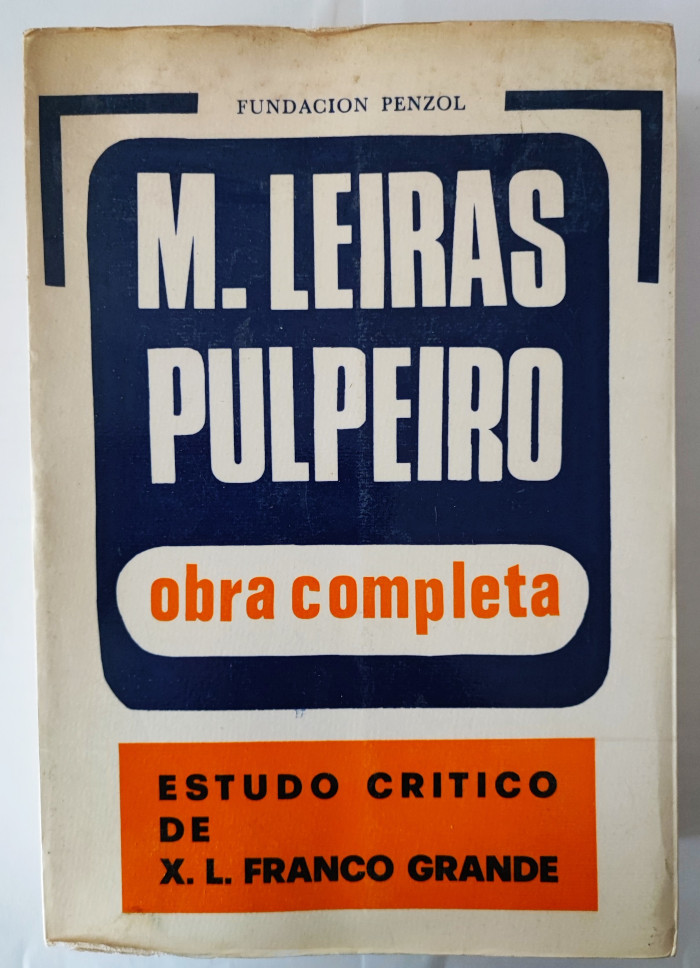 FUNDACION PENZOL
M. LEIRAS
PULPEIRO
obra completa
ESTUDO CRITICO
DE
X. L. FRANCO GRANDE